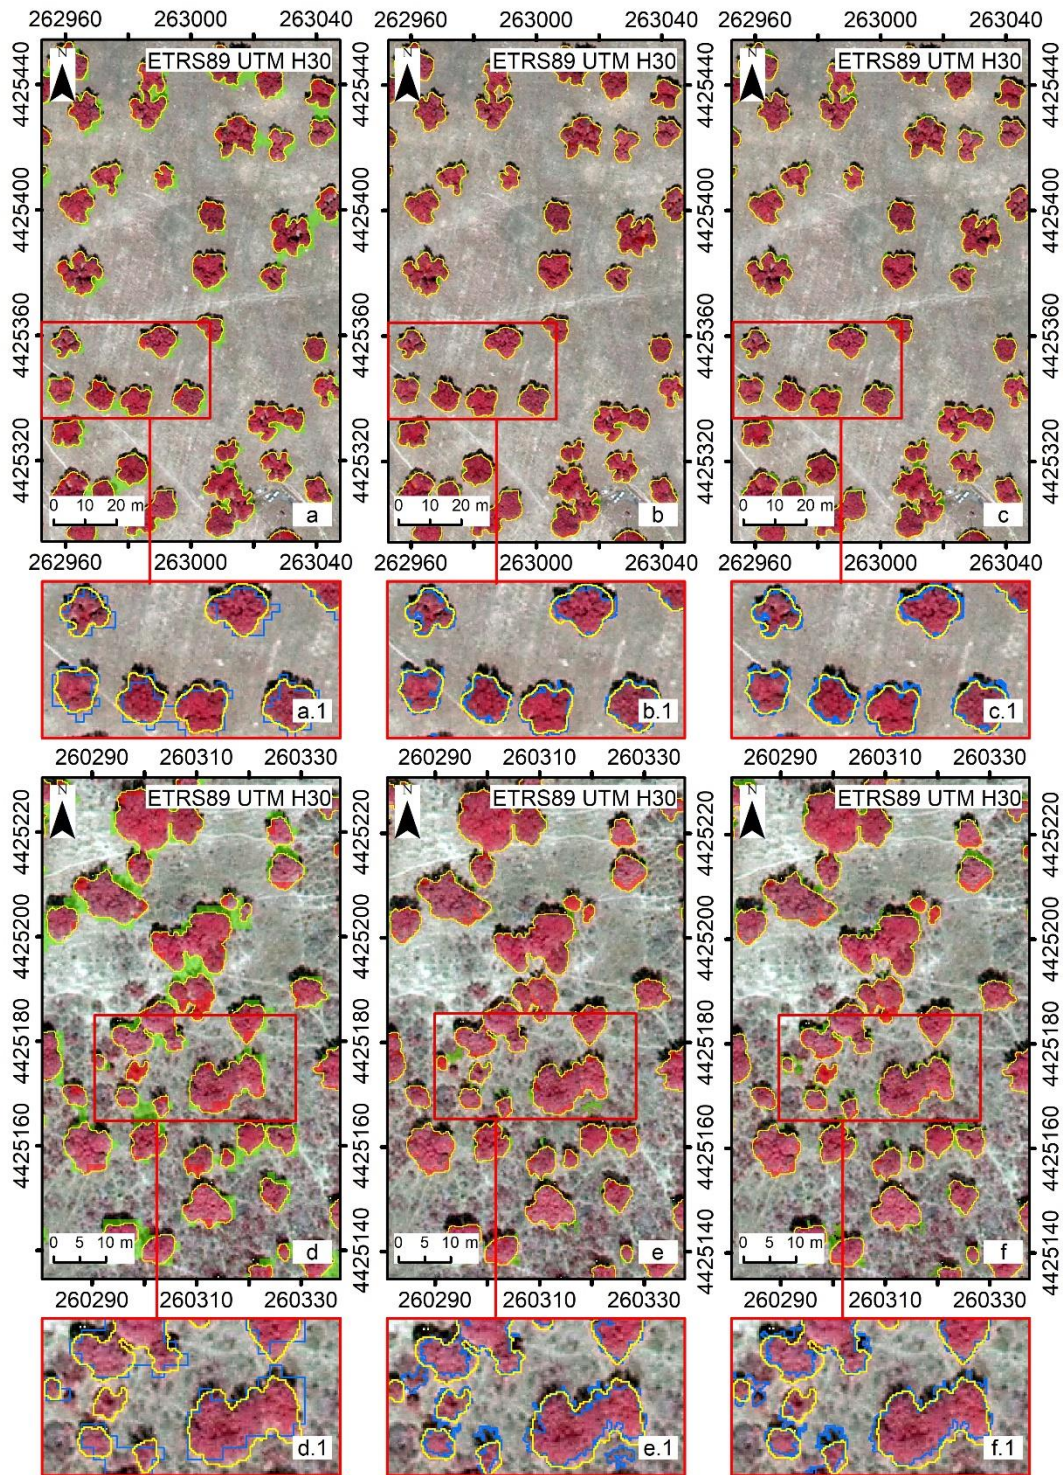 262960 263000 263040 262960 263000 263040 262960 263000 263040
N ETRS89 UTM H30 N ETRS89 UTM H30 N ETRS89 UTM H30
4425440 4425440 4425440 4425440
4425400 4425400 4425400 4425400
4425360 4425360 4425360 4425360
4425320 4425320 4425320 4425320
0 10 20 m a 0 10 20 m b 0 10 20 m c
262960 263000 263040 262960 263000 263040 262960 263000 263040
a.1 b.1 c.1
260290 260310 260330 260290 260310 260330 260290 260310 260330
N ETRS89 UTM H30 N ETRS89 UTM H30 N ETRS89 UTM H30
4425220 4425220 4425220 4425220
4425200 4425200 4425200 4425200
4425180 4425180 4425180 4425180
4425160 4425160 4425160 4425160
4425140 4425140 4425140 4425140
0 5 10 m d 0 5 10 m e 0 5 10 m f
260290 260310 260330 260290 260310 260330 260290 260310 260330
d.1 e.1 f.1